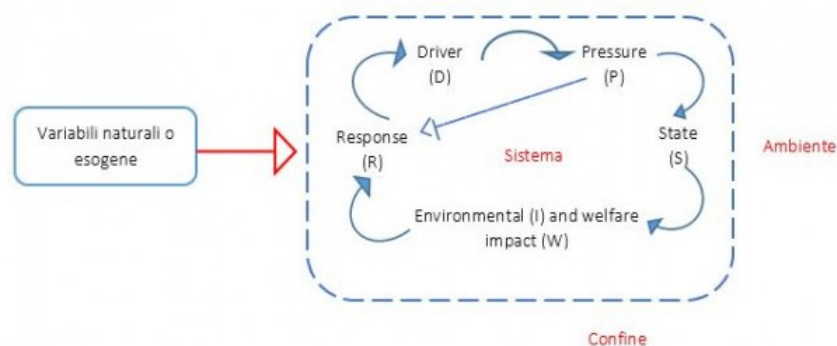 Driver
(D)
Pressure
(P)
Variabili naturali o
esogene
Response
(R)
Sistema
State
(S)
Ambiente
Environmental (I) and welfare
impact (W)
Confine